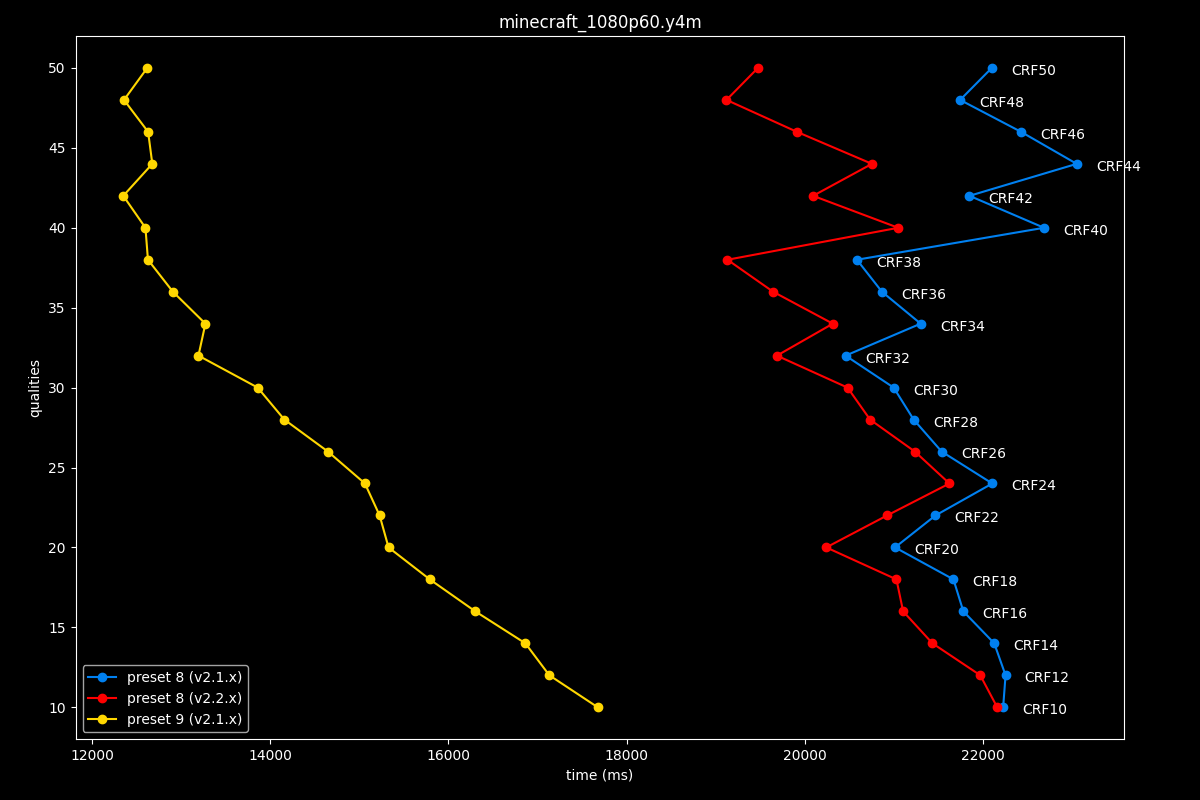 minecraft_1080p60.y4m
50
45
40
35
30
25
20
15
10
qualities
CRF50
CRF48
CRF46
CRF44
CRF42
CRF40
CRF38
CRF36
CRF34
CRF32
CRF30
CRF28
CRF26
CRF24
CRF22
CRF20
CRF18
CRF16
CRF14
CRF12
CRF10
preset 8 (v2.1.x)
preset 8 (v2.2.x)
preset 9 (v2.1.x)
12000 14000 16000 18000 20000 22000
time (ms)